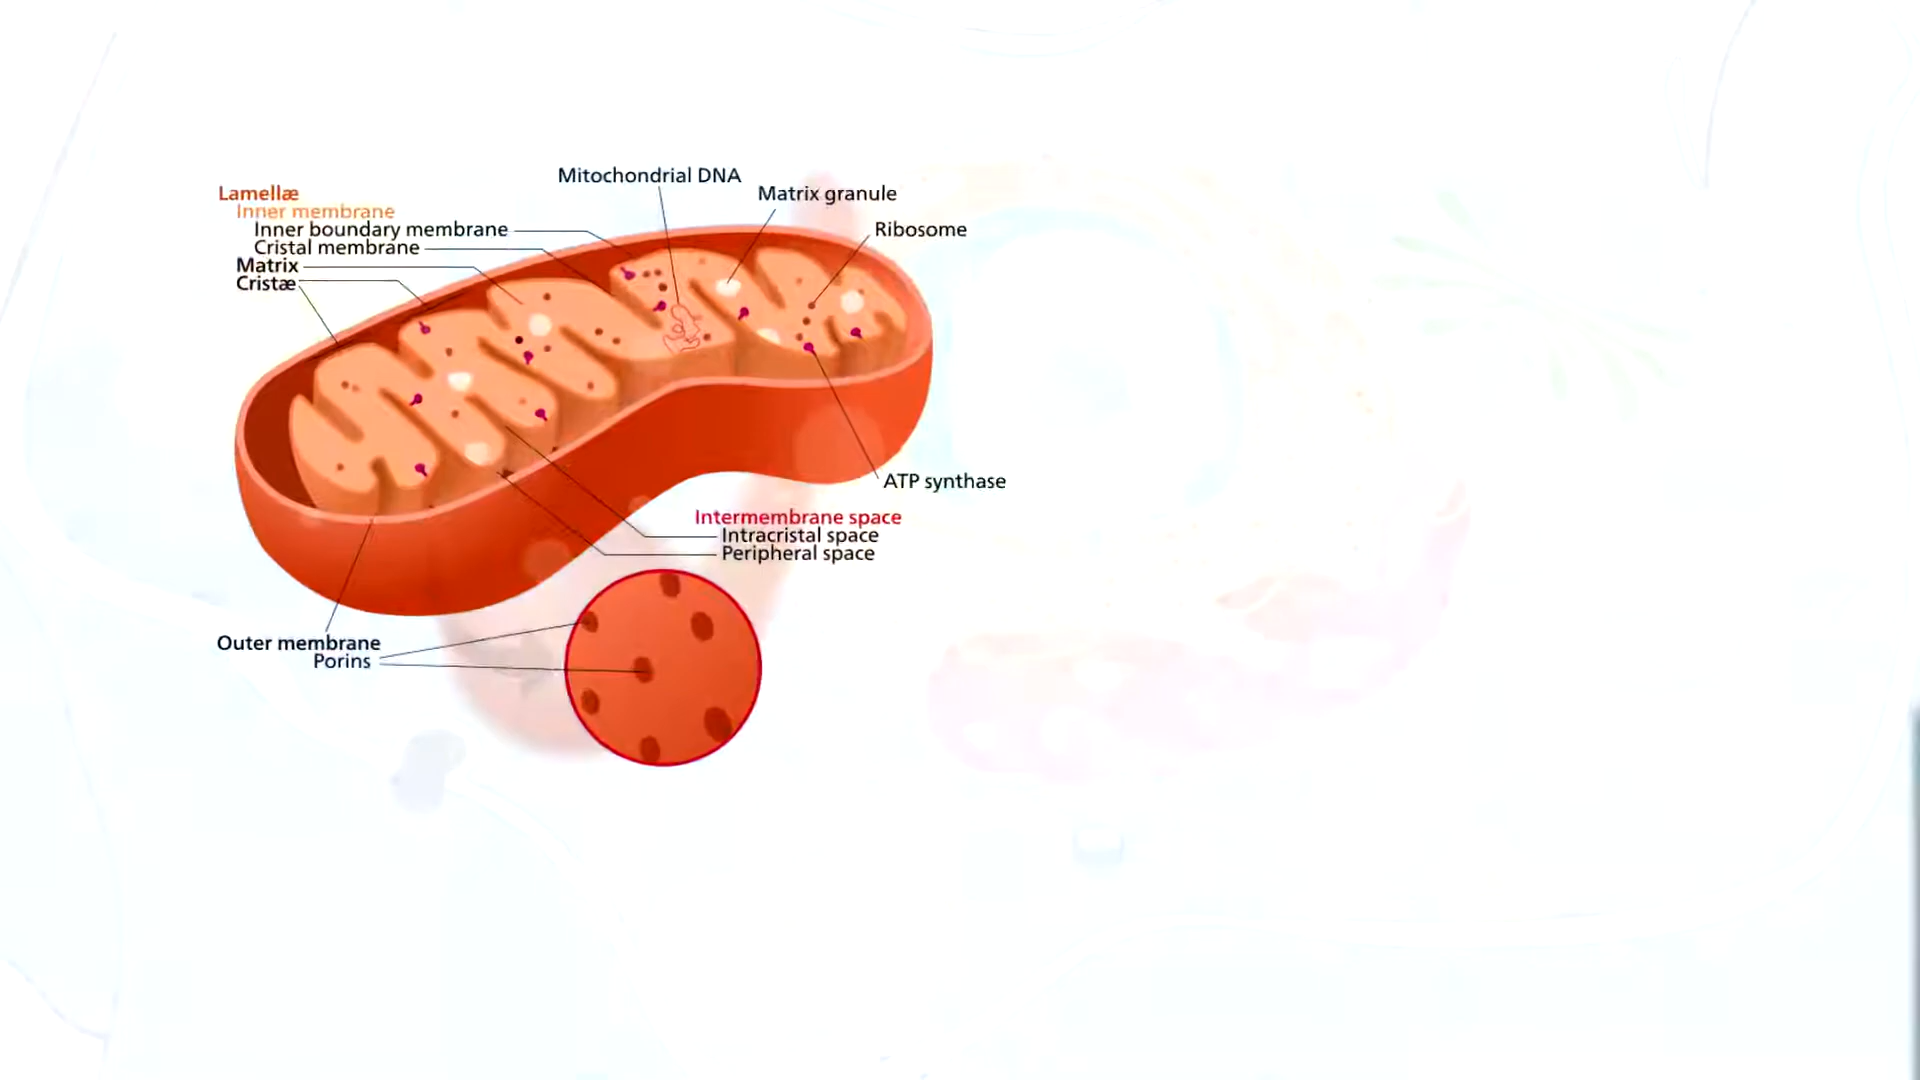 Mitochondrial DNA
Matrix granule
Ribosome
Lamellæ
Inner membrane
Inner boundary membrane
Cristal membrane
Matrix
Cristæ
ATP synthase
Intermembrane space
Intracristal space
Peripheral space
Outer membrane
Porins